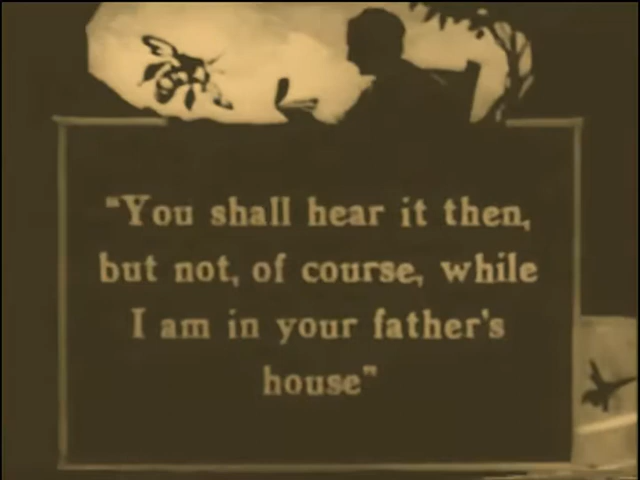 "You shall hear it then,
but not, of course, while
I am in your father's
house"